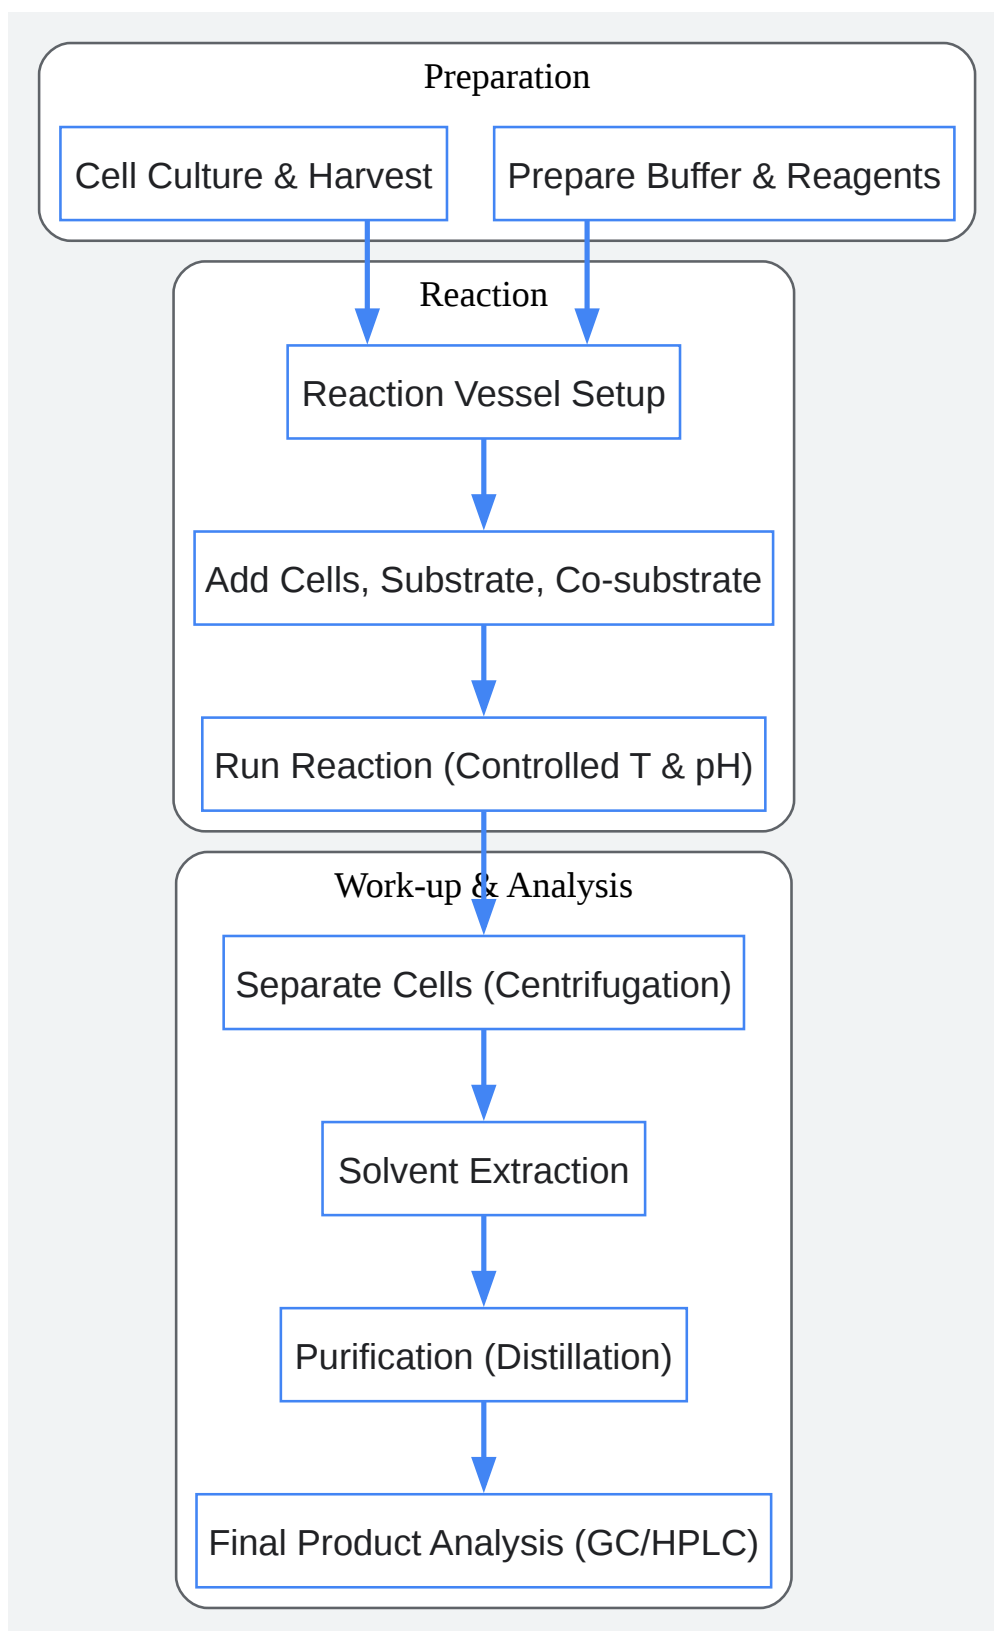 Preparation
Cell Culture & Harvest
Prepare Buffer & Reagents
Reaction
Reaction Vessel Setup
Add Cells, Substrate, Co-substrate
Run Reaction (Controlled T & pH)
Work-up & Analysis
Separate Cells (Centrifugation)
Solvent Extraction
Purification (Distillation)
Final Product Analysis (GC/HPLC)